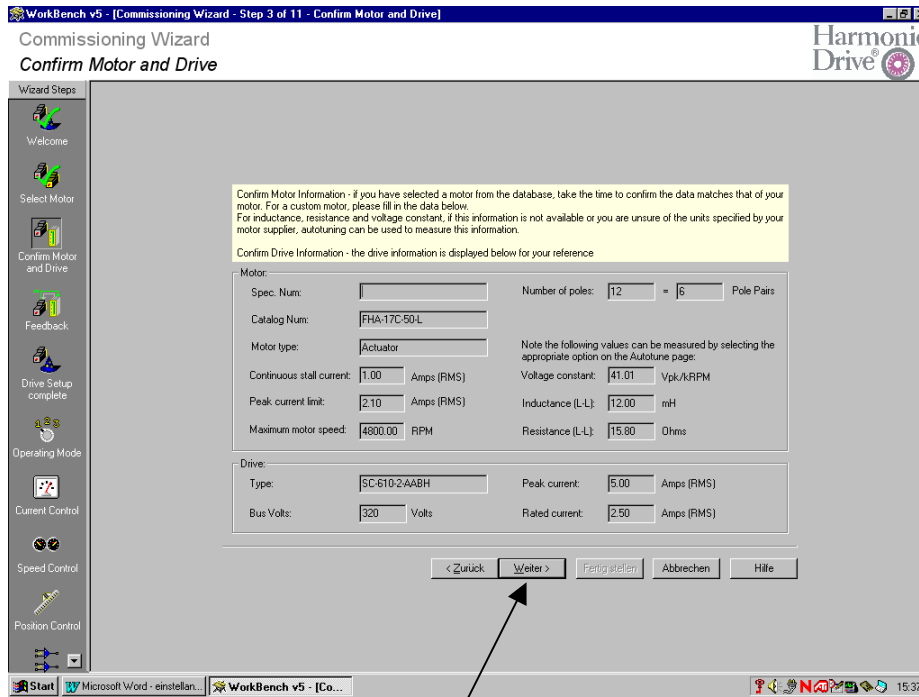 WorkBench v5 - [Commissioning Wizard - Step 3 of 11 - Confirm Motor and Drive]
Commissioning Wizard
Confirm Motor and Drive
Harmonic
Drive®
Wizard Steps
Welcome
Select Motor
Confirm Motor
and Drive
Feedback
Drive Setup
complete
Operating Mode
Current Control
Speed Control
Position Control
Confirm Motor Information - if you have selected a motor from the database, take the time to confirm the data matches that of your
motor. For a custom motor, please fill in the data below.
For inductance, resistance and voltage constant, if this information is not available or you are unsure of the units specified by your
motor supplier, autotuning can be used to measure this information.
Confirm Drive Information - the drive information is displayed below for your reference
Motor:
Spec. Num:
Number of poles: 12 = 6 Pole Pairs
Catalog Num: FHA-17C-50-L
Motor type: Actuator
Note the following values can be measured by selecting the
appropriate option on the Autotune page:
Continuous stall current: 1.00 Amps (RMS)
Voltage constant: 41.01 Vpk/kRPM
Peak current limit: 2.10 Amps (RMS)
Inductance (L-L): 12.00 mH
Maximum motor speed: 4800.00 RPM
Resistance (L-L): 15.80 Ohms
Drive:
Type: SC-610-2-AABH
Peak current: 5.00 Amps (RMS)
Bus Volts: 320 Volts
Rated current: 2.50 Amps (RMS)
< Zurück
Weiter >
Fertig stellen
Abbrechen
Hilfe
Start
Microsoft Word - einstellan...
WorkBench v5 - [Co...